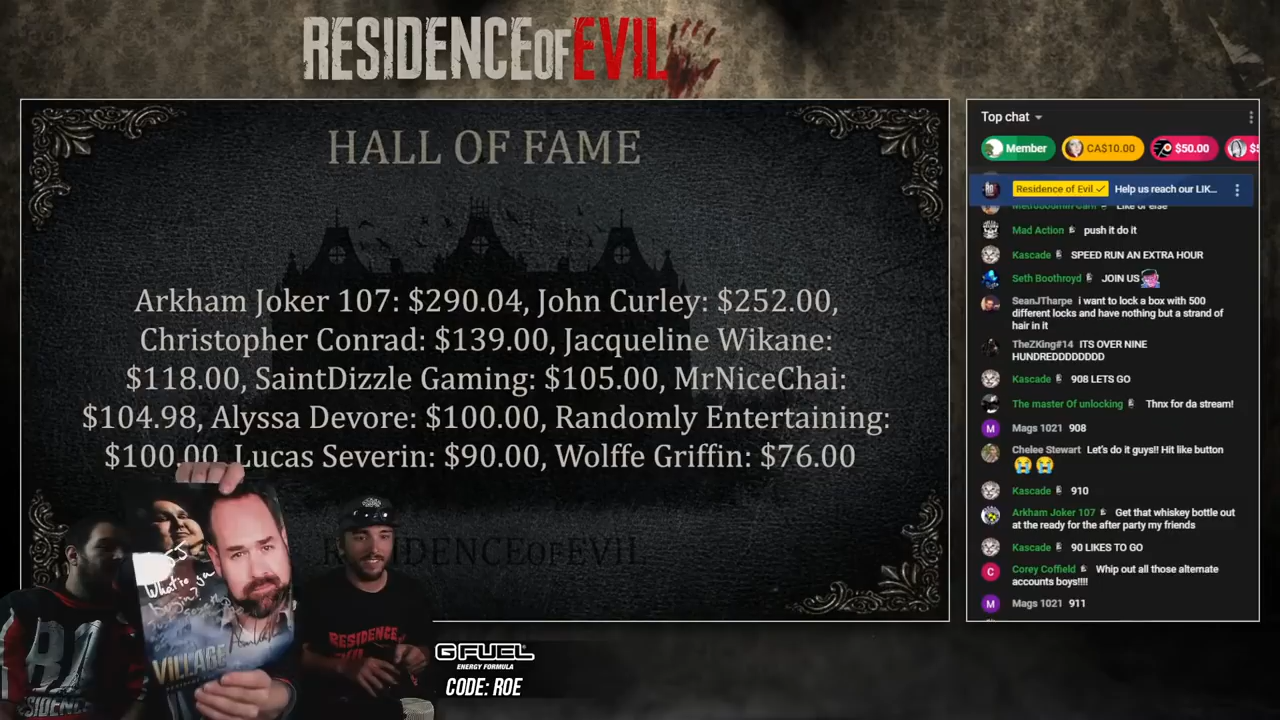 RESIDENCEOFEVIL
HALL OF FAME
Arkham Joker 107: $290.04, John Curley: $252.00,
Christopher Conrad: $139.00, Jacqueline Wikane:
$118.00, SaintDizzle Gaming: $105.00, MrNiceChai:
$104.98, Alyssa Devore: $100.00, Randomly Entertaining:
$100.00, Lucas Severin: $90.00, Wolffe Griffin: $76.00
What're ya
VILLAGE
RESIDENCE
G FUEL
ENERGY FORMULA
CODE: ROE
Top chat
Member CA$10.00 $50.00
Residence of Evil Help us reach our LIK...
Like or else
Mad Action push it do it
Kascade SPEED RUN AN EXTRA HOUR
Seth Boothroyd JOIN US
SeanJTharpe i want to lock a box with 500
different locks and have nothing but a strand of
hair in it
TheZKing#14 ITS OVER NINE
HUNDREDDDDDDDD
Kascade 908 LETS GO
The master Of unlocking Thnx for da stream!
M Mags 1021 908
Chelee Stewart Let's do it guys!! Hit like button
😭😭
Kascade 910
Arkham Joker 107 Get that whiskey bottle out
at the ready for the after party my friends
Kascade 90 LIKES TO GO
C Corey Coffield Whip out all those alternate
accounts boys!!!!
M Mags 1021 911